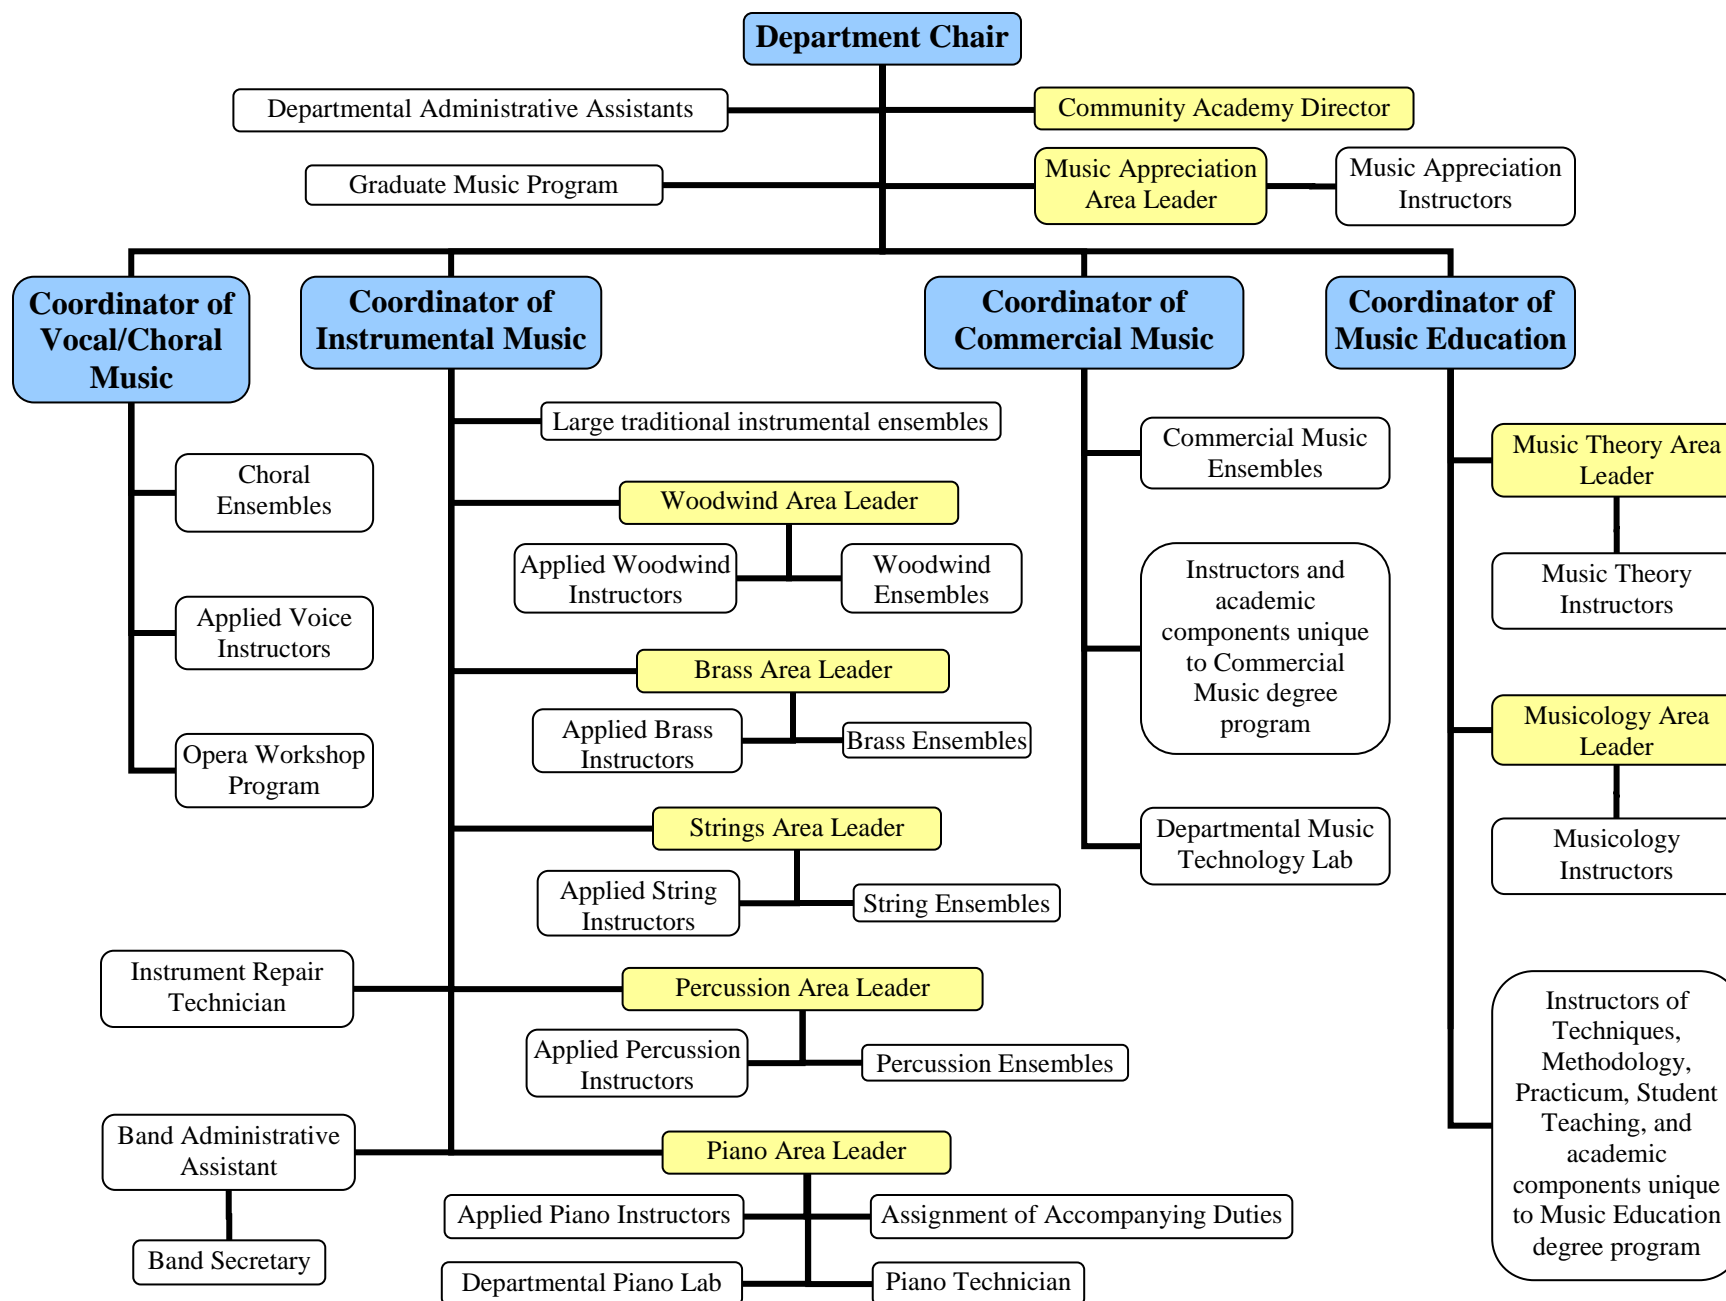 Department Chair
Departmental Administrative Assistants
Community Academy Director
Graduate Music Program
Music Appreciation
Area Leader
Music Appreciation
Instructors
Coordinator of
Vocal/Choral
Music
Coordinator of
Instrumental Music
Coordinator of
Commercial Music
Coordinator of
Music Education
Choral
Ensembles
Applied Voice
Instructors
Opera Workshop
Program
Large traditional instrumental ensembles
Woodwind Area Leader
Applied Woodwind
Instructors
Woodwind
Ensembles
Brass Area Leader
Applied Brass
Instructors
Brass Ensembles
Strings Area Leader
Applied String
Instructors
String Ensembles
Instrument Repair
Technician
Percussion Area Leader
Applied Percussion
Instructors
Percussion Ensembles
Band Administrative
Assistant
Band Secretary
Piano Area Leader
Applied Piano Instructors
Assignment of Accompanying Duties
Departmental Piano Lab
Piano Technician
Commercial Music
Ensembles
Instructors and
academic
components unique
to Commercial
Music degree
program
Departmental Music
Technology Lab
Music Theory Area
Leader
Music Theory
Instructors
Musicology Area
Leader
Musicology
Instructors
Instructors of
Techniques,
Methodology,
Practicum, Student
Teaching, and
academic
components unique
to Music Education
degree program